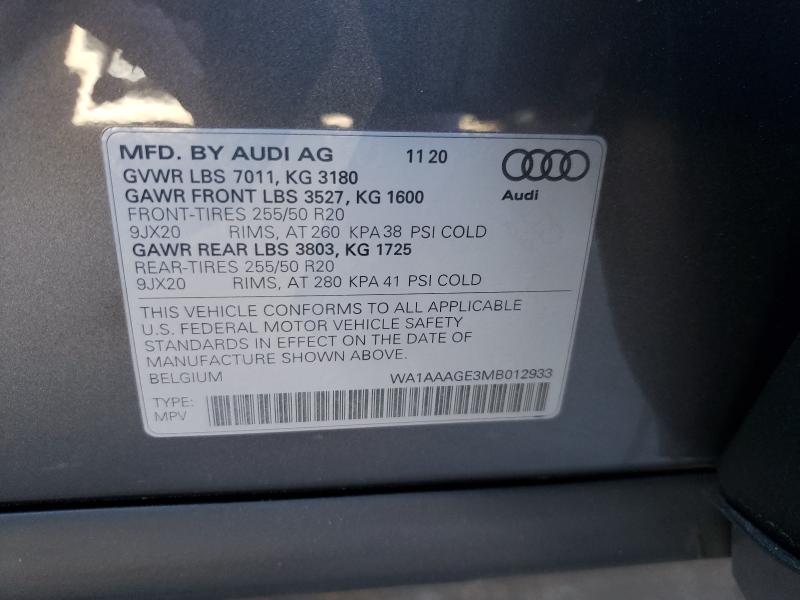 MFD. BY AUDI AG 11 20
GVWR LBS 7011, KG 3180
GAWR FRONT LBS 3527, KG 1600
Audi
FRONT-TIRES 255/50 R20
9JX20 RIMS, AT 260 KPA 38 PSI COLD
GAWR REAR LBS 3803, KG 1725
REAR-TIRES 255/50 R20
9JX20 RIMS, AT 280 KPA 41 PSI COLD
THIS VEHICLE CONFORMS TO ALL APPLICABLE
U.S. FEDERAL MOTOR VEHICLE SAFETY
STANDARDS IN EFFECT ON THE DATE OF
MANUFACTURE SHOWN ABOVE.
BELGIUM WA1AAAGE3MB012933
TYPE:
MPV